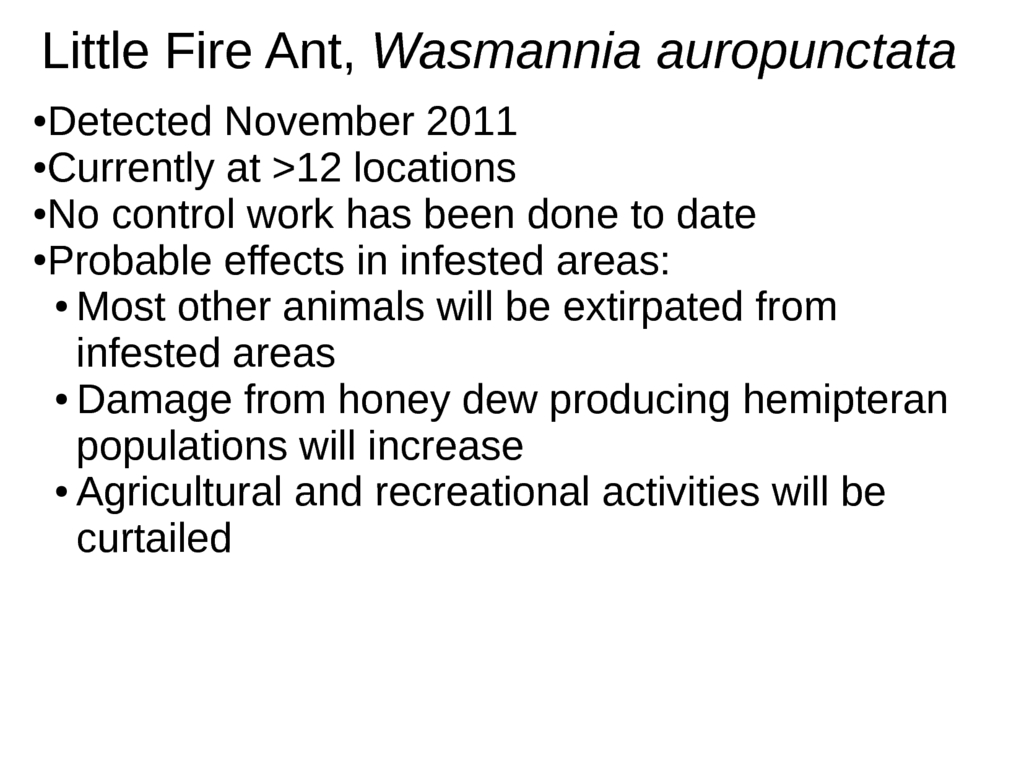 Little Fire Ant, Wasmannia auropunctata
•Detected November 2011
•Currently at >12 locations
•No control work has been done to date
•Probable effects in infested areas:
• Most other animals will be extirpated from
infested areas
• Damage from honey dew producing hemipteran
populations will increase
• Agricultural and recreational activities will be
curtailed